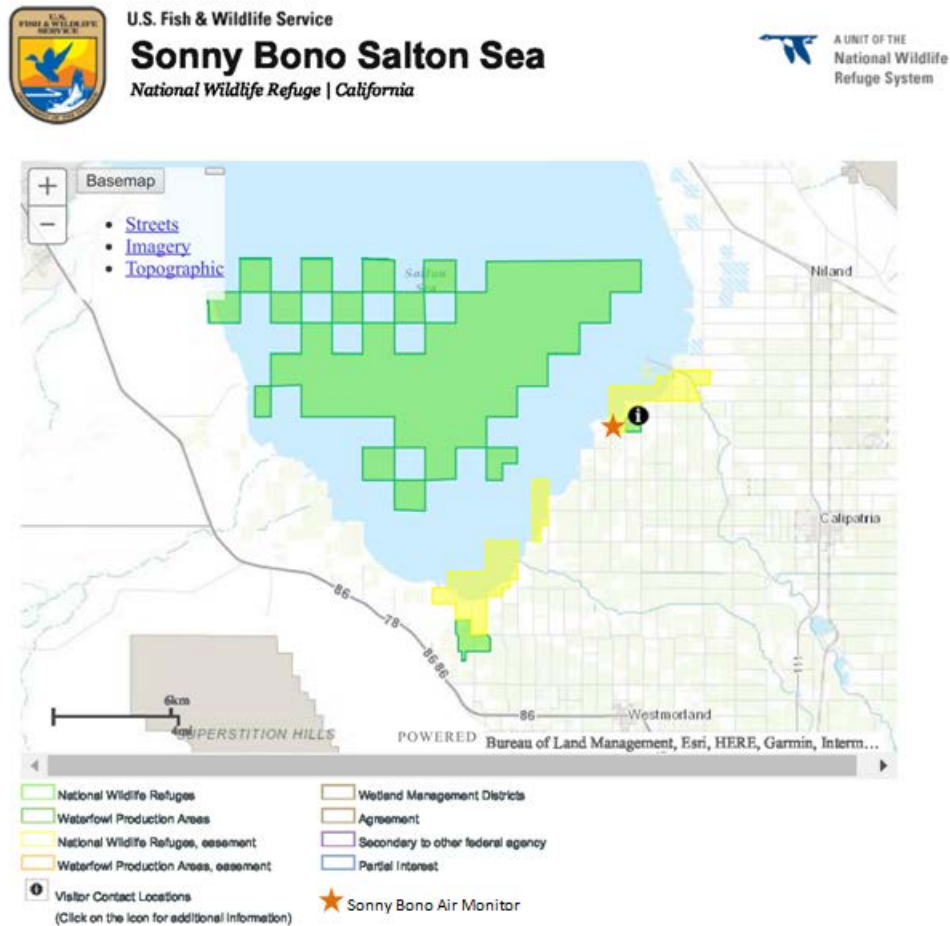 U.S.
FISH & WILDLIFE
SERVICE
U.S. Fish & Wildlife Service
Sonny Bono Salton Sea
National Wildlife Refuge | California
A UNIT OF THE
National Wildlife
Refuge System
+
−
Basemap
• Streets
• Imagery
• Topographic
Salton
Sea
Niland
Calipatria
86
78
86 86
111
86
Westmorland
6km
4mi
SUPERSTITION HILLS
POWERED
Bureau of Land Management, Esri, HERE, Garmin, Interm...
National Wildlife Refuges
Waterfowl Production Areas
National Wildlife Refuges, easement
Waterfowl Production Areas, easement
Visitor Contact Locations
(Click on the icon for additional information)
Wetland Management Districts
Agreement
Secondary to other federal agency
Partial Interest
Sonny Bono Air Monitor